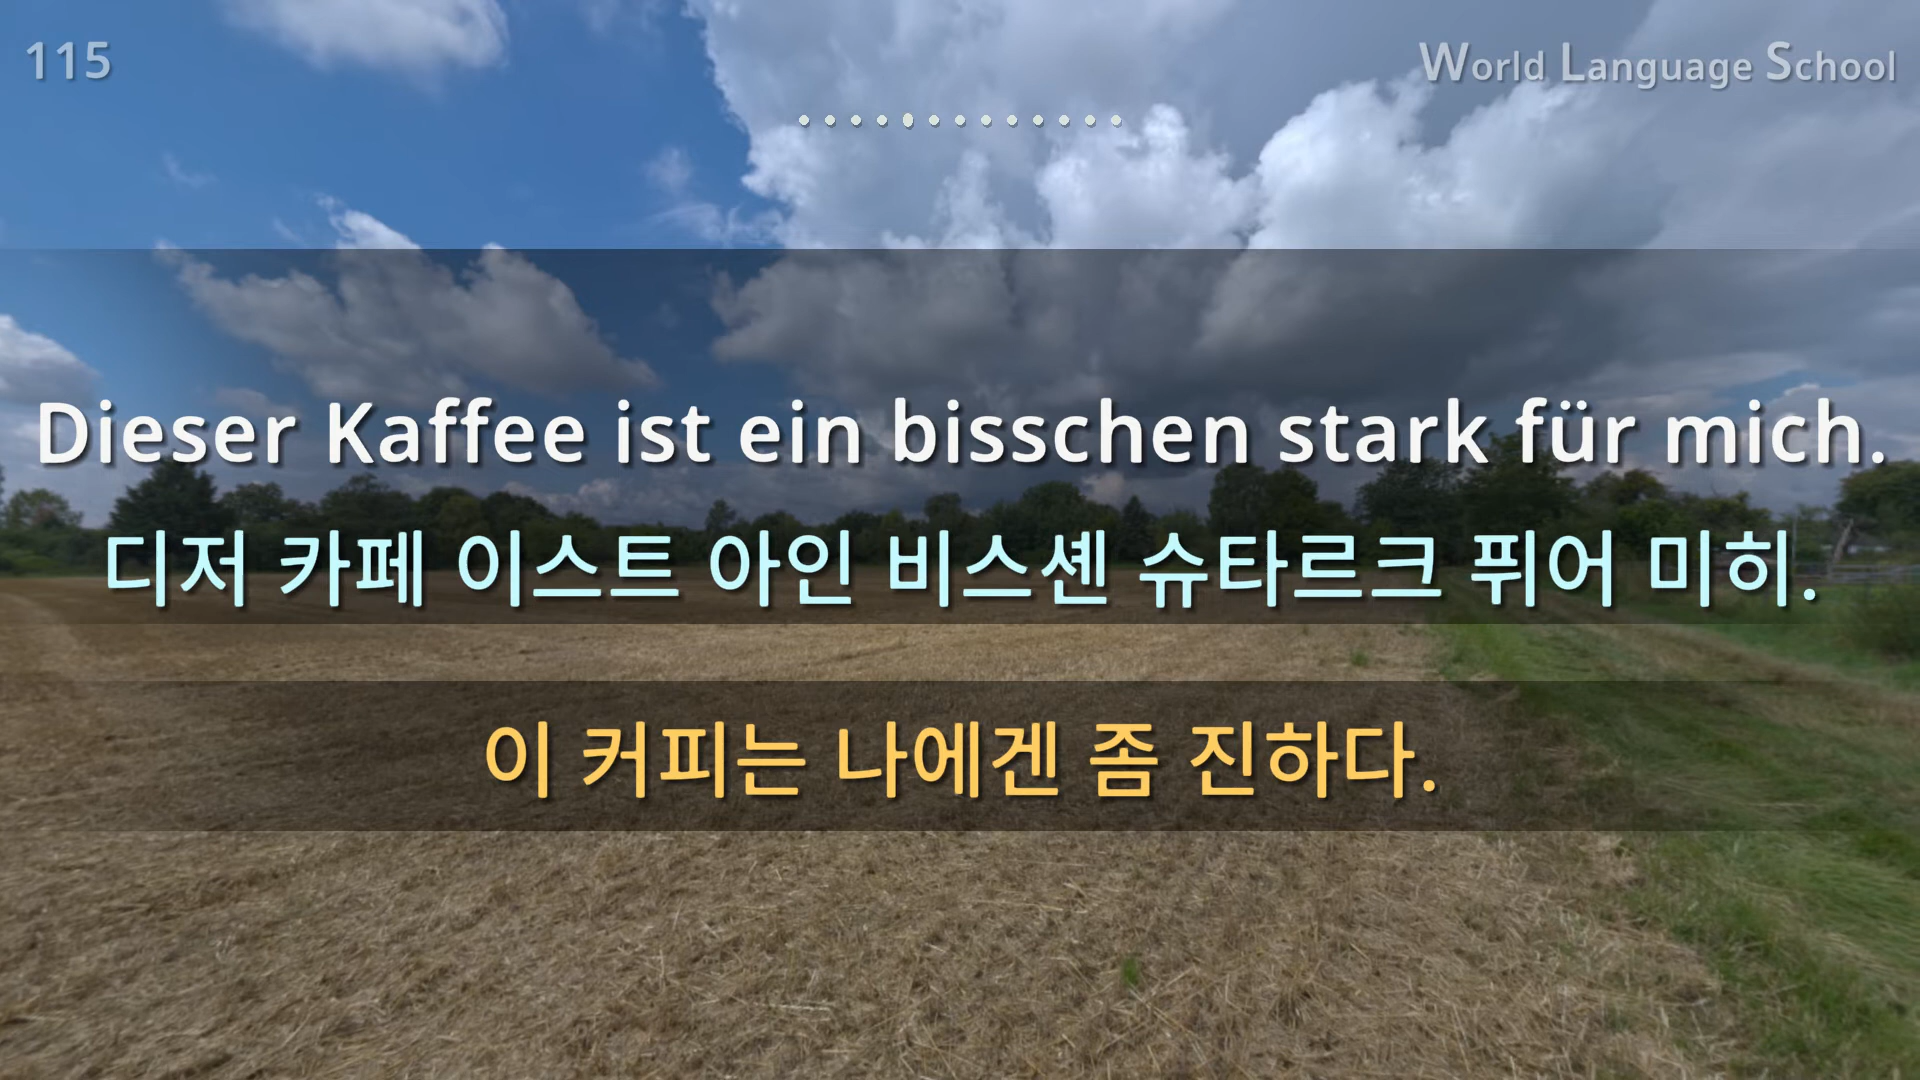 115
World Language School
Dieser Kaffee ist ein bisschen stark für mich.
디저 카페 이스트 아인 비스셴 슈타르크 퓌어 미히.
이 커피는 나에겐 좀 진하다.